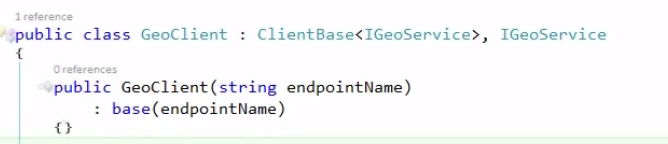 1 reference
public class GeoClient : ClientBase<IGeoService>, IGeoService
{
0 references
public GeoClient(string endpointName)
: base(endpointName)
{}